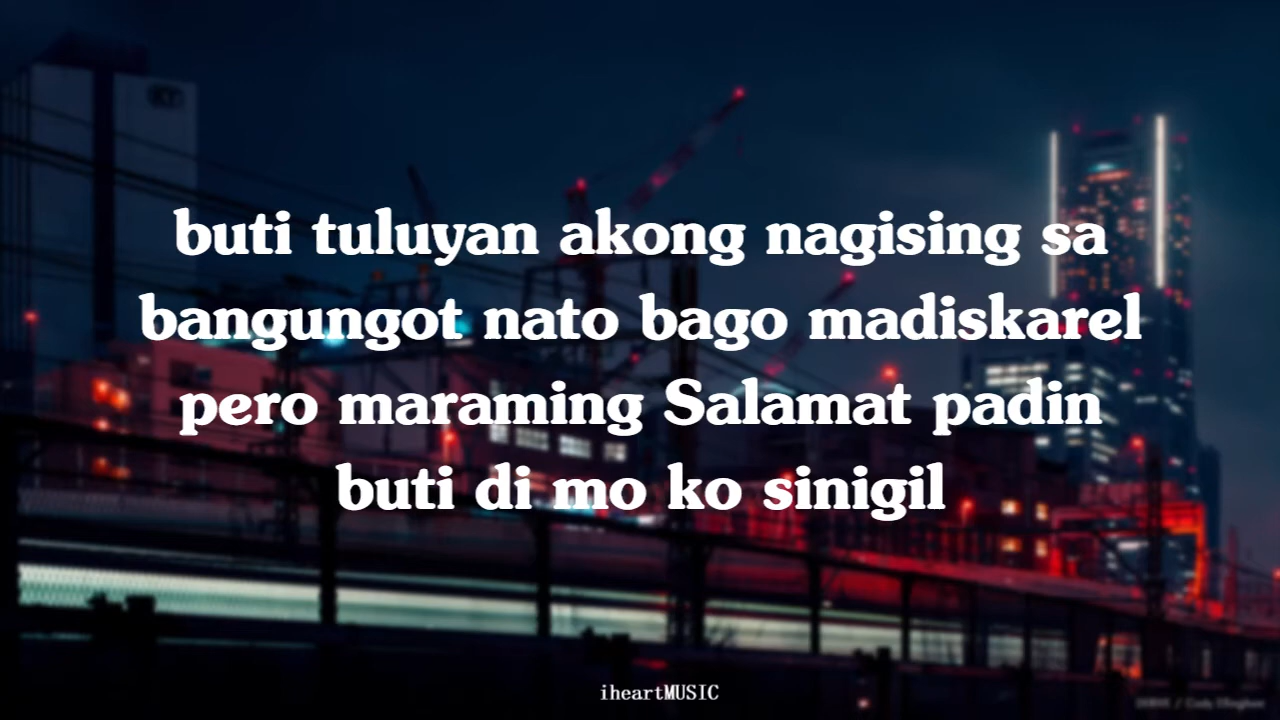 buti tuluyan akong nagising sa
bangungot nato bago madiskarel
pero maraming Salamat padin
buti di mo ko sinigil
iheartMUSIC